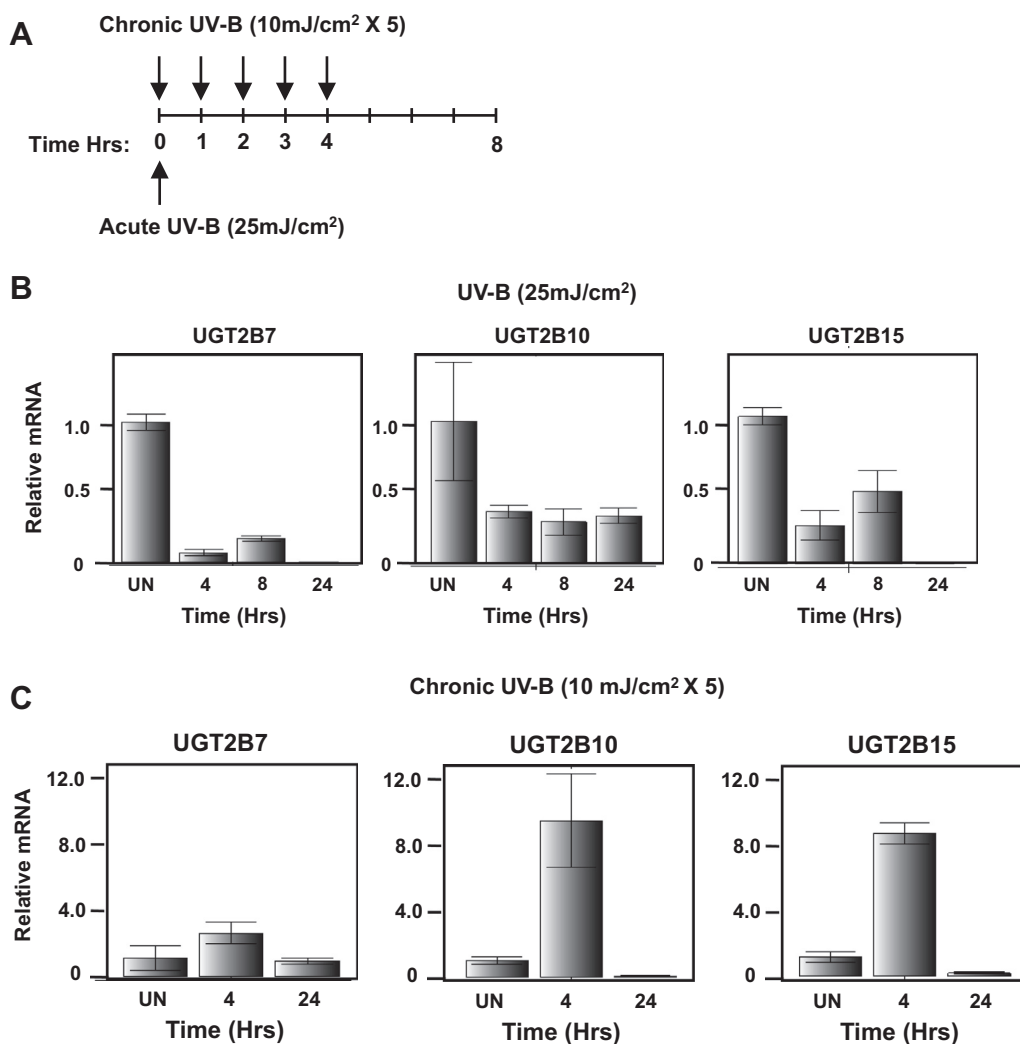 A
Chronic UV-B (10mJ/cm² X 5)
Time Hrs: 0 1 2 3 4 8
Acute UV-B (25mJ/cm²)
B
UV-B (25mJ/cm²)
UGT2B7 UGT2B10 UGT2B15
Relative mRNA
1.0 1.0 1.0
0.5 0.5 0.5
0 0 0
UN 4 8 24 UN 4 8 24 UN 4 8 24
Time (Hrs) Time (Hrs) Time (Hrs)
C
Chronic UV-B (10 mJ/cm² X 5)
UGT2B7 UGT2B10 UGT2B15
Relative mRNA
12.0 12.0 12.0
8.0 8.0 8.0
4.0 4.0 4.0
0 0 0
UN 4 24 UN 4 24 UN 4 24
Time (Hrs) Time (Hrs) Time (Hrs)